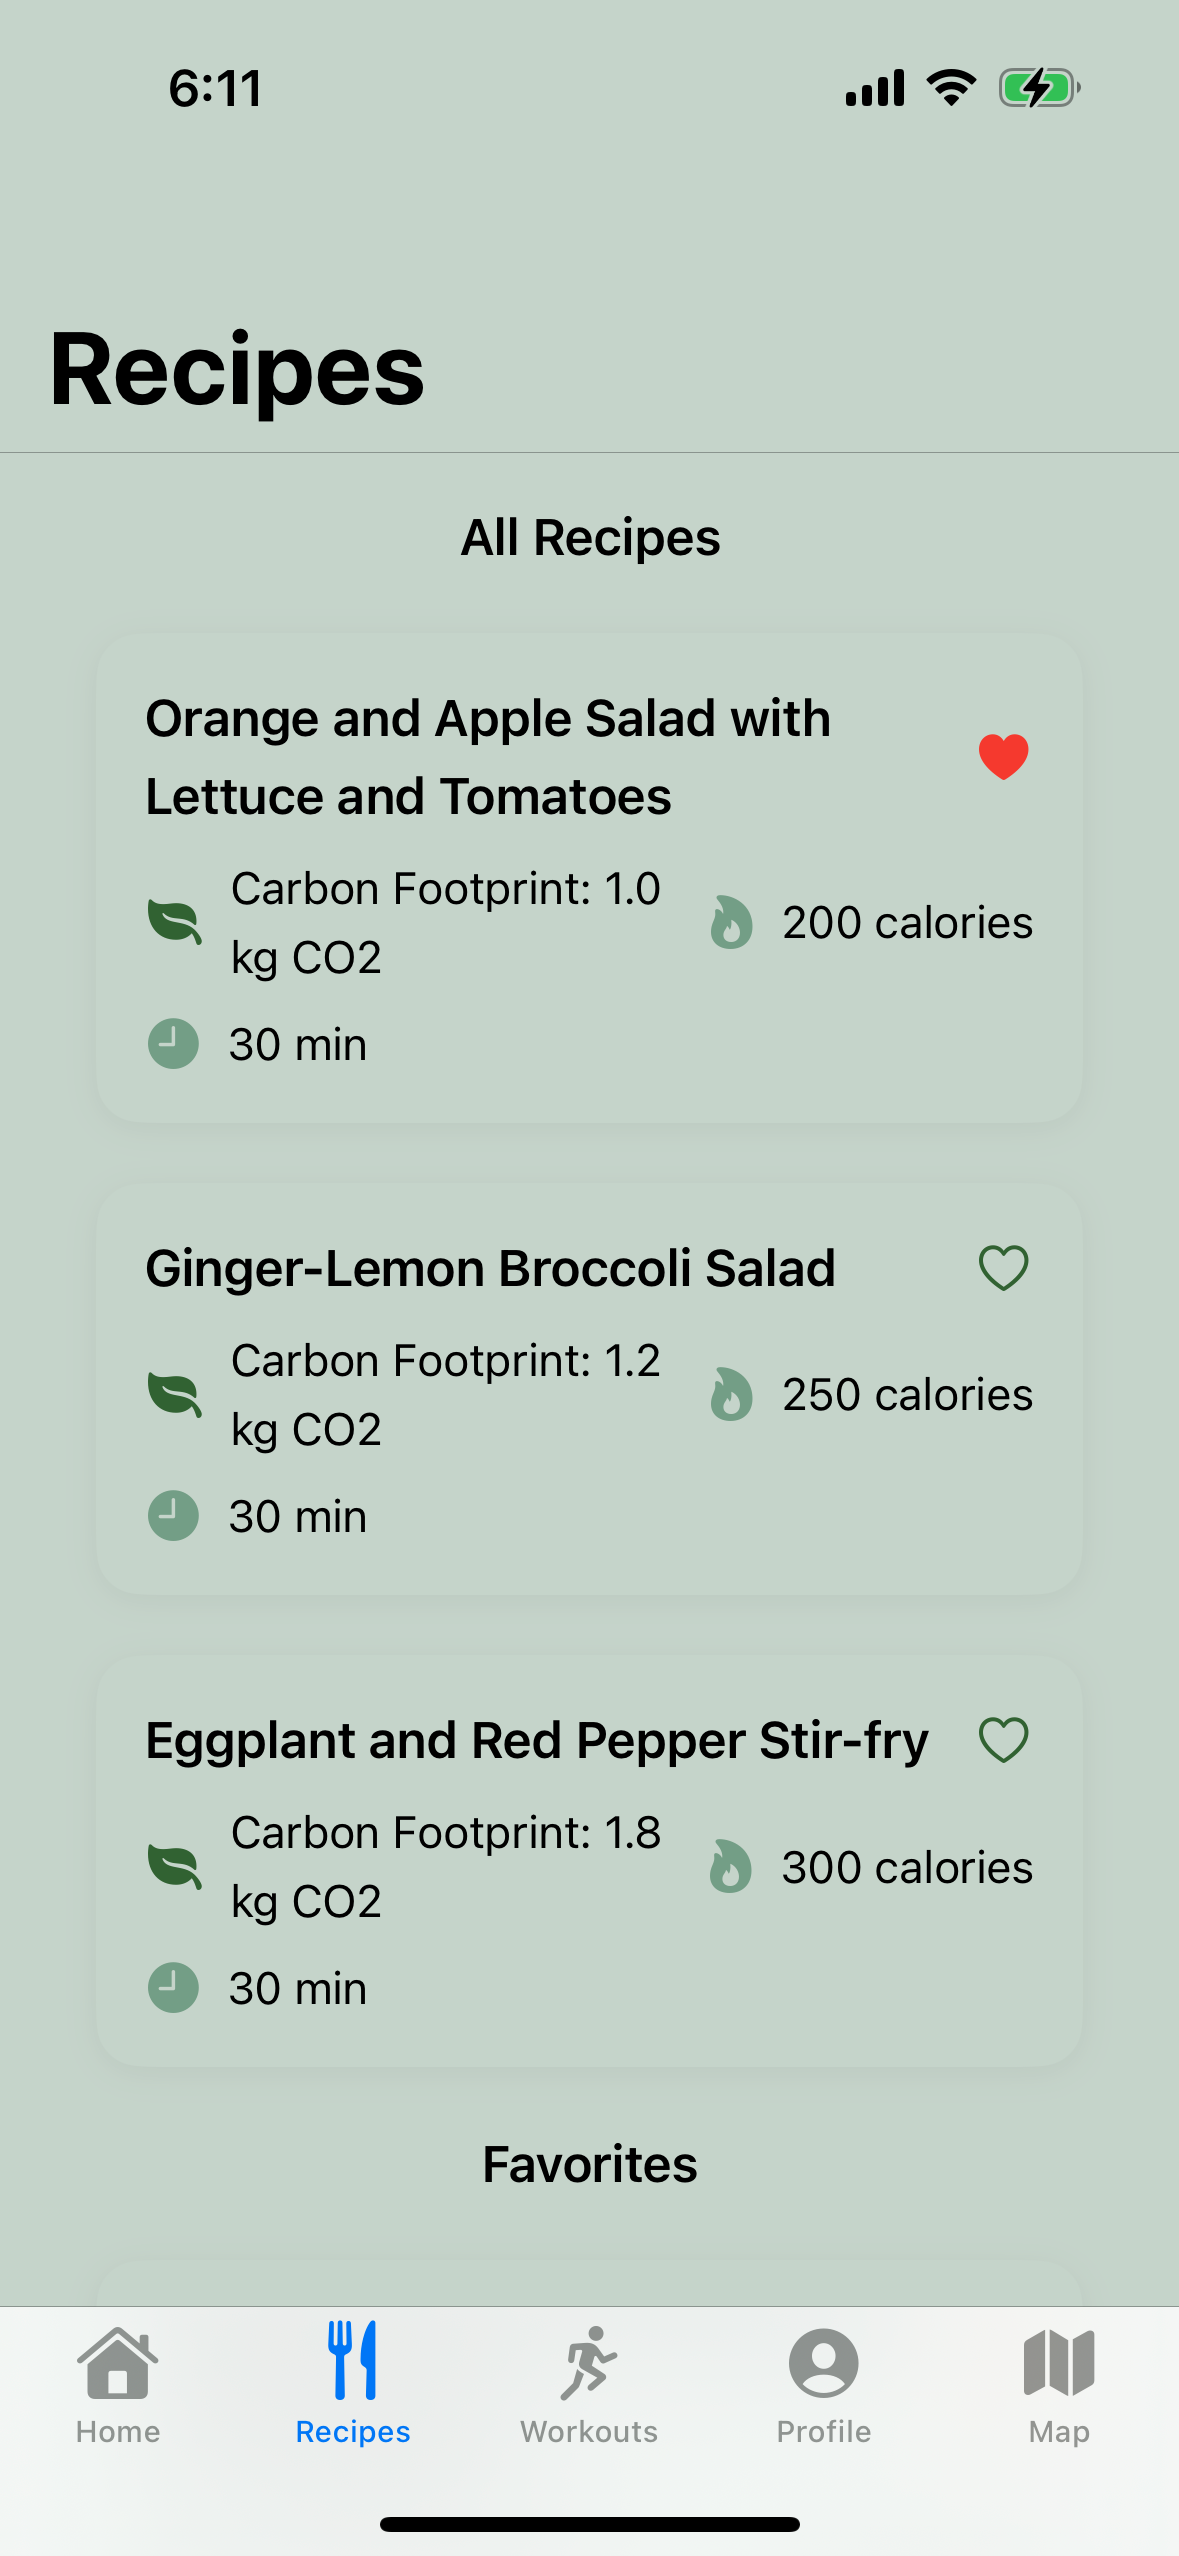 6:11
Recipes
All Recipes
Orange and Apple Salad with
Lettuce and Tomatoes
Carbon Footprint: 1.0
kg CO2
200 calories
30 min
Ginger-Lemon Broccoli Salad
Carbon Footprint: 1.2
kg CO2
250 calories
30 min
Eggplant and Red Pepper Stir-fry
Carbon Footprint: 1.8
kg CO2
300 calories
30 min
Favorites
Home
Recipes
Workouts
Profile
Map